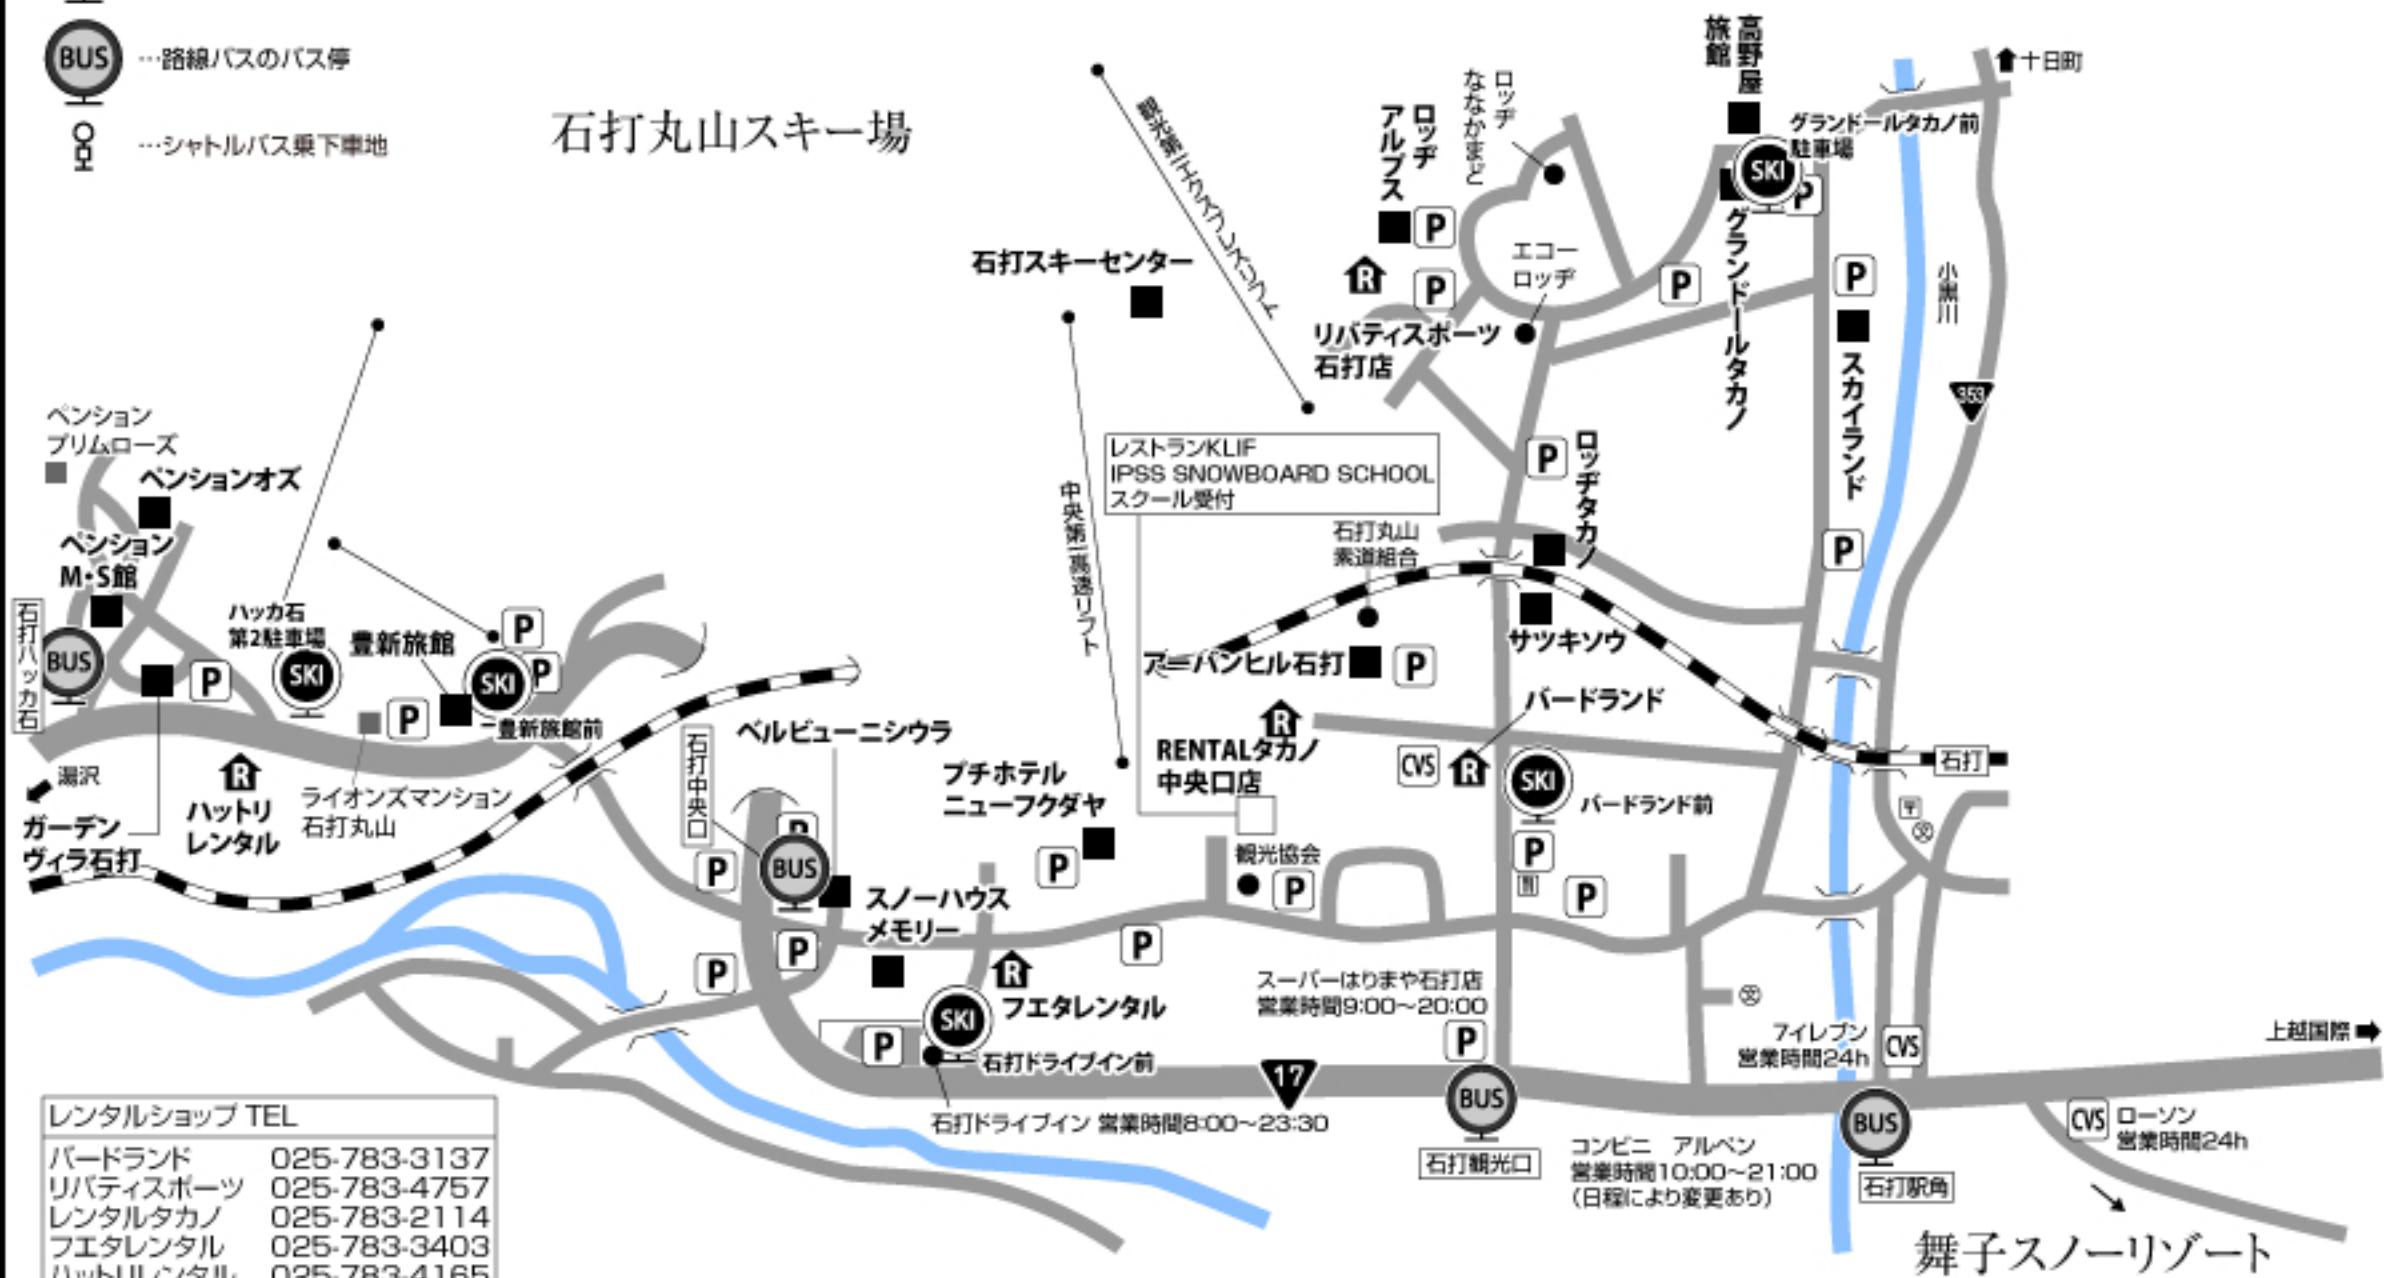 BUS
…路線バスのバス停
…シャトルバス乗下車地
石打丸山スキー場
高野屋
旅館
十日町
グランドールタカノ前
駐車場
SKI
P
ロッヂ
ななかまど
ロッヂ
アルプス
P
R
P
エコー
ロッヂ
リバティスポーツ
石打店
P
グランドールタカノ
P
スカイランド
小黒川
353
石打スキーセンター
レストランKLIF
IPSS SNOWBOARD SCHOOL
スクール受付
中央第一高速リフト
P
ロッヂタカノ
P
石打丸山
索道組合
サツキソウ
アーバンヒル石打
P
バードランド
R
RENTALタカノ
中央口店
CVS
R
SKI
バードランド前
石打
P
P
観光協会
P
ペンション
プリムローズ
ペンションオズ
ペンション
M・S館
石打ハッカ石
BUS
P
ハッカ石
第2駐車場
SKI
豊新旅館
P
P
SKI
P
豊新旅館前
湯沢
ガーデン
ヴィラ石打
R
ハットリ
レンタル
ライオンズマンション
石打丸山
石打中央口
ベルビューニシウラ
P
P
BUS
プチホテル
ニューフクダヤ
P
スノーハウス
メモリー
P
P
P
R
フエタレンタル
SKI
P
石打ドライブイン前
石打ドライブイン 営業時間8:00〜23:30
17
スーパーはりまや石打店
営業時間9:00〜20:00
P
BUS
石打観光口
コンビニ アルペン
営業時間10:00〜21:00
（日程により変更あり）
文
文
7イレブン
営業時間24h
CVS
BUS
石打駅角
上越国際
CVS
ローソン
営業時間24h
舞子スノーリゾート
レンタルショップ TEL
バードランド 025-783-3137
リバティスポーツ 025-783-4757
レンタルタカノ 025-783-2114
フエタレンタル 025-783-3403
ハットリレンタル 025-783-4165